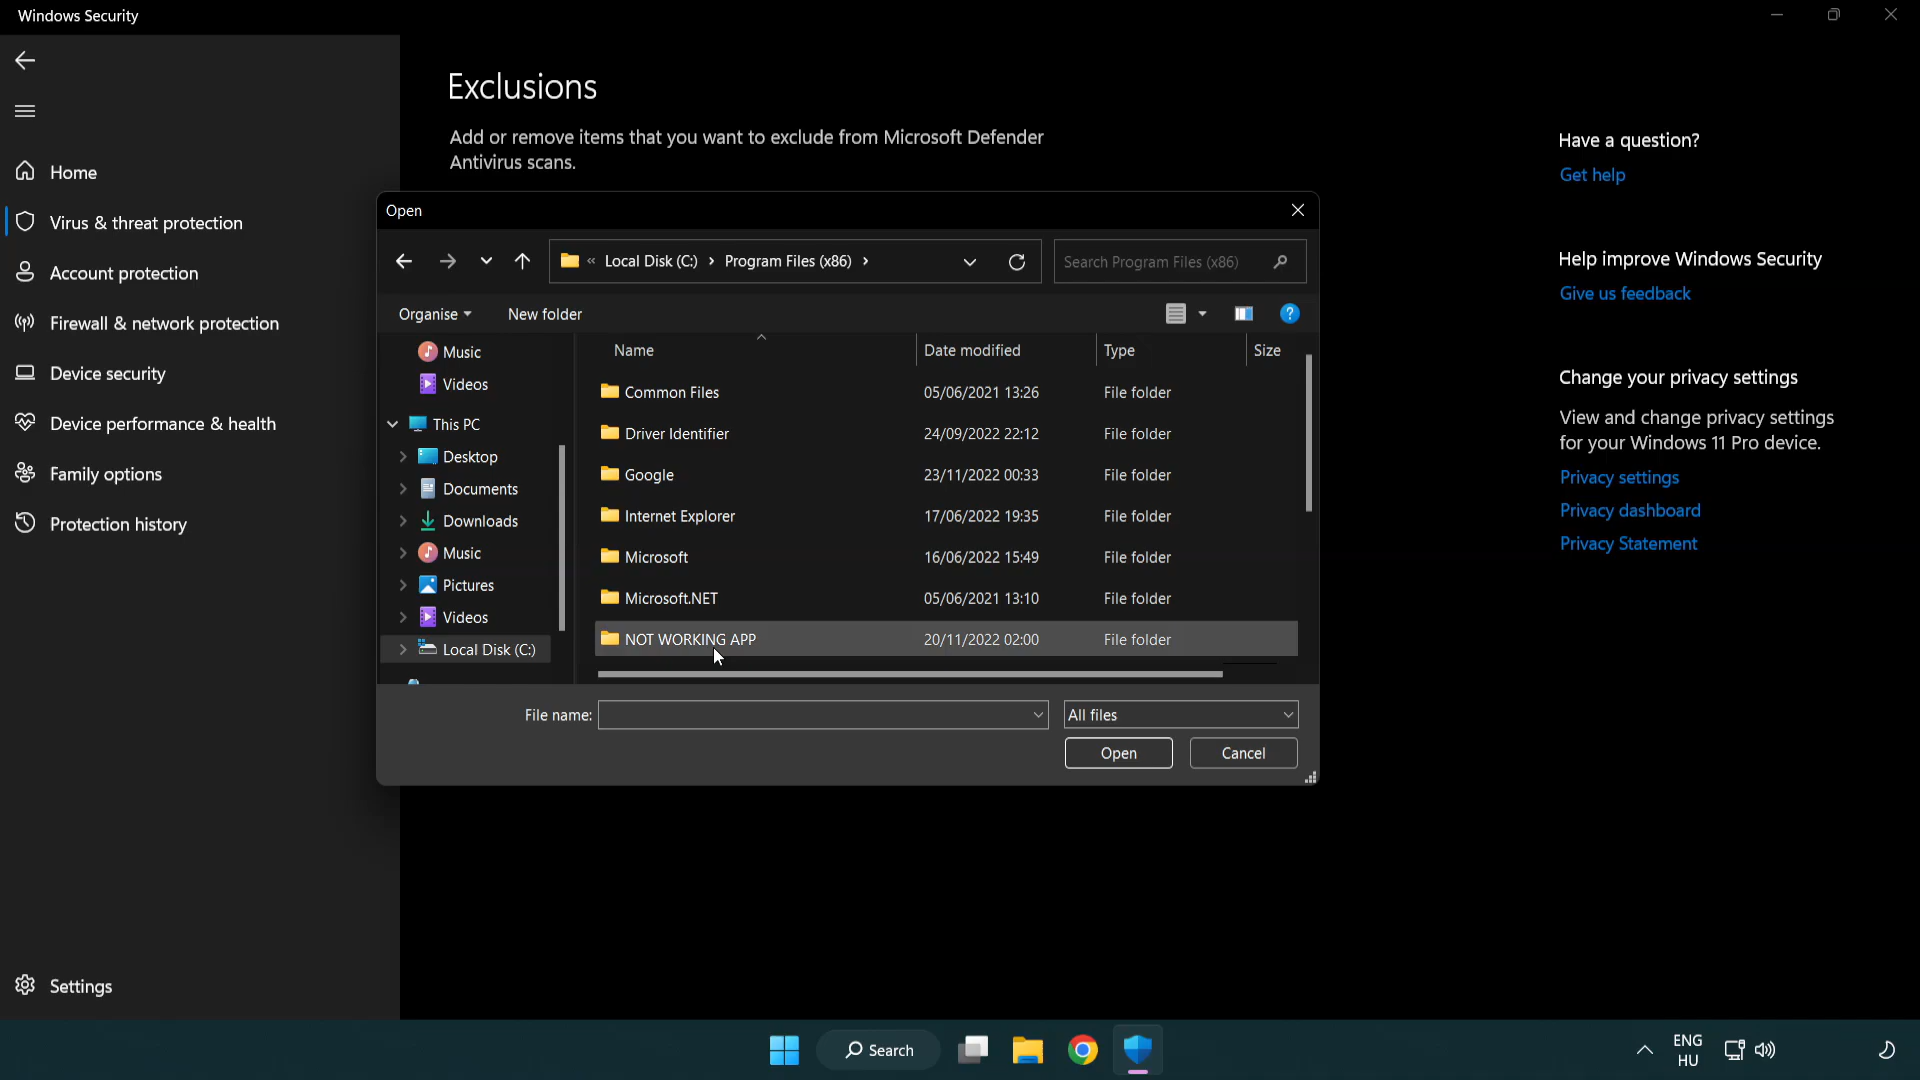 Windows Security
Home
Virus & threat protection
Account protection
Firewall & network protection
Device security
Device performance & health
Family options
Protection history
Settings
Exclusions
Add or remove items that you want to exclude from Microsoft Defender
Antivirus scans.
Open
« Local Disk (C:) › Program Files (x86) ›
Search Program Files (x86)
Organise
New folder
Music
Videos
This PC
Desktop
Documents
Downloads
Music
Pictures
Videos
Local Disk (C:)
Name Date modified Type Size
Common Files 05/06/2021 13:26 File folder
Driver Identifier 24/09/2022 22:12 File folder
Google 23/11/2022 00:33 File folder
Internet Explorer 17/06/2022 19:35 File folder
Microsoft 16/06/2022 15:49 File folder
Microsoft.NET 05/06/2021 13:10 File folder
NOT WORKING APP 20/11/2022 02:00 File folder
File name:
All files
Open Cancel
Have a question?
Get help
Help improve Windows Security
Give us feedback
Change your privacy settings
View and change privacy settings
for your Windows 11 Pro device.
Privacy settings
Privacy dashboard
Privacy Statement
Search
ENG
HU